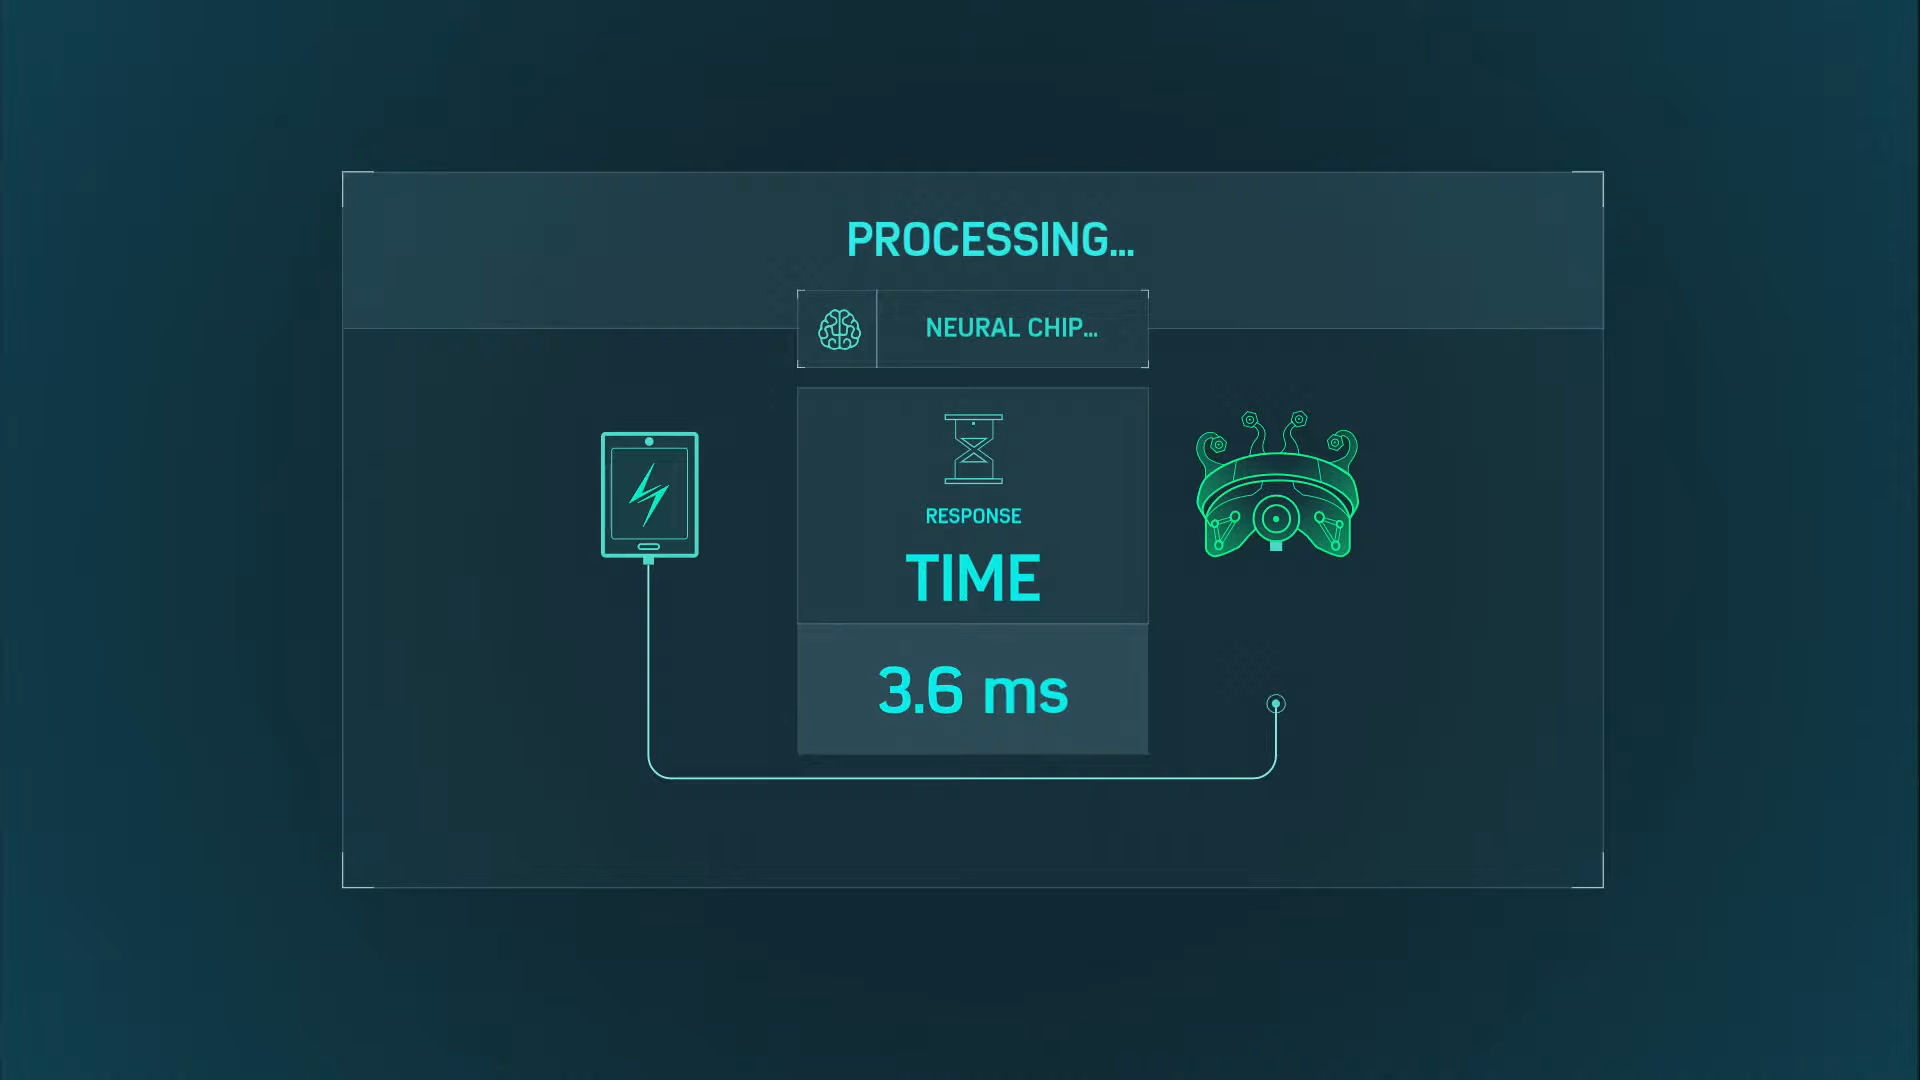 PROCESSING...
NEURAL CHIP...
RESPONSE
TIME
3.6 ms